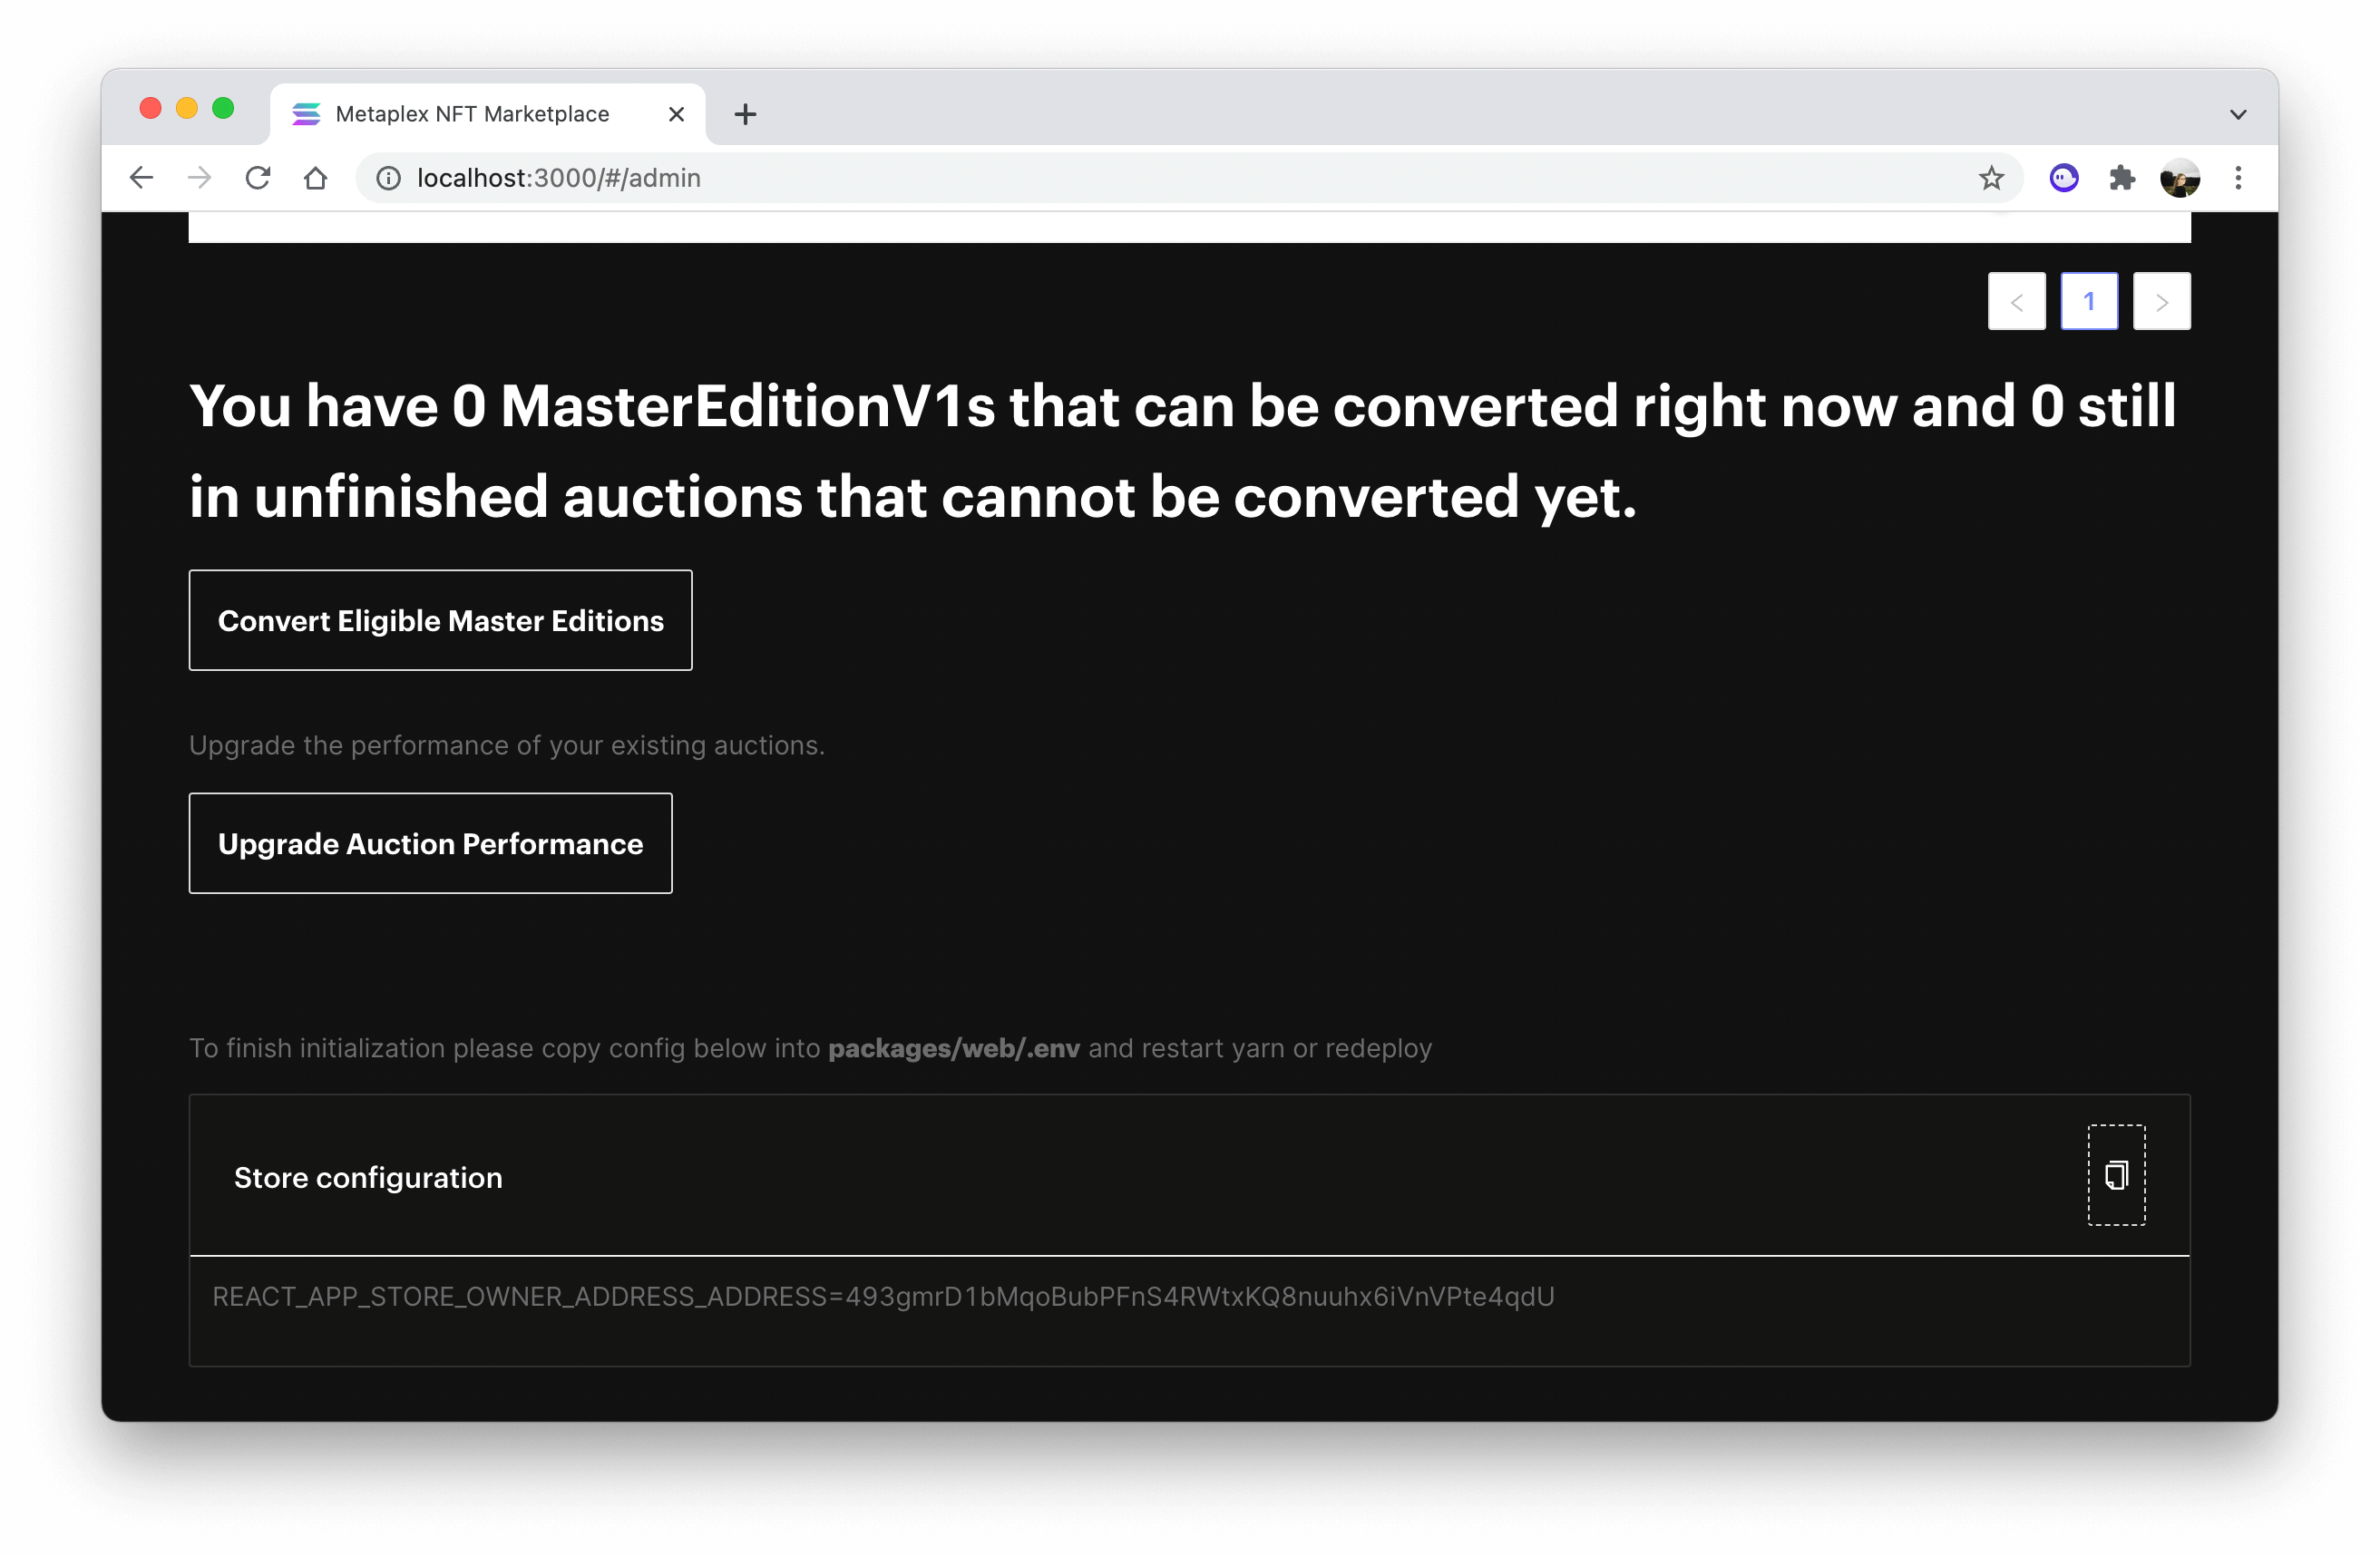 Metaplex NFT Marketplace
localhost:3000/#/admin
1
You have 0 MasterEditionV1s that can be converted right now and 0 still
in unfinished auctions that cannot be converted yet.
Convert Eligible Master Editions
Upgrade the performance of your existing auctions.
Upgrade Auction Performance
To finish initialization please copy config below into packages/web/.env and restart yarn or redeploy
Store configuration
REACT_APP_STORE_OWNER_ADDRESS_ADDRESS=493gmrD1bMqoBubPFnS4RWtxKQ8nuuhx6iVnVPte4qdU